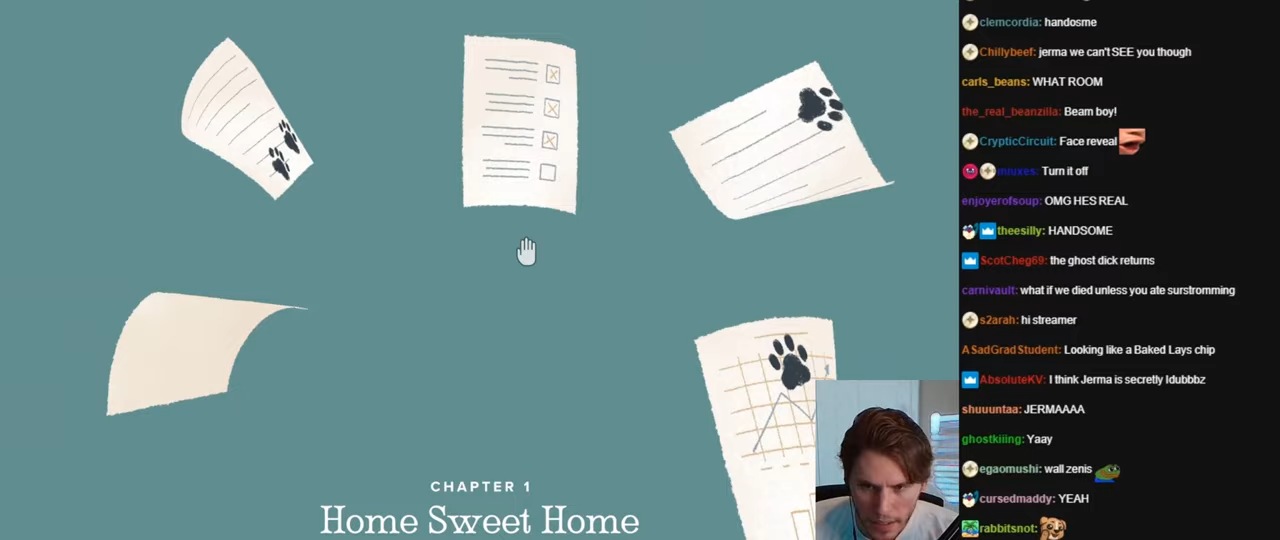 CHAPTER 1
Home Sweet Home
clemcordia: handosme
Chillybeef: jerma we can't SEE you though
carls_beans: WHAT ROOM
the_real_beanzilla: Beam boy!
CrypticCircuit: Face reveal
Turn it off
enjoyerofsoup: OMG HES REAL
theesilly: HANDSOME
ScotCheg69: the ghost dick returns
carnivault: what if we died unless you ate surstromming
s2arah: hi streamer
ASadGradStudent: Looking like a Baked Lays chip
AbsoluteKV: I think Jerma is secretly Idubbbz
shuuuntaa: JERMAAAA
ghostkiiing: Yaay
egaomushi: wall zenis
cursedmaddy: YEAH
rabbitsnot: